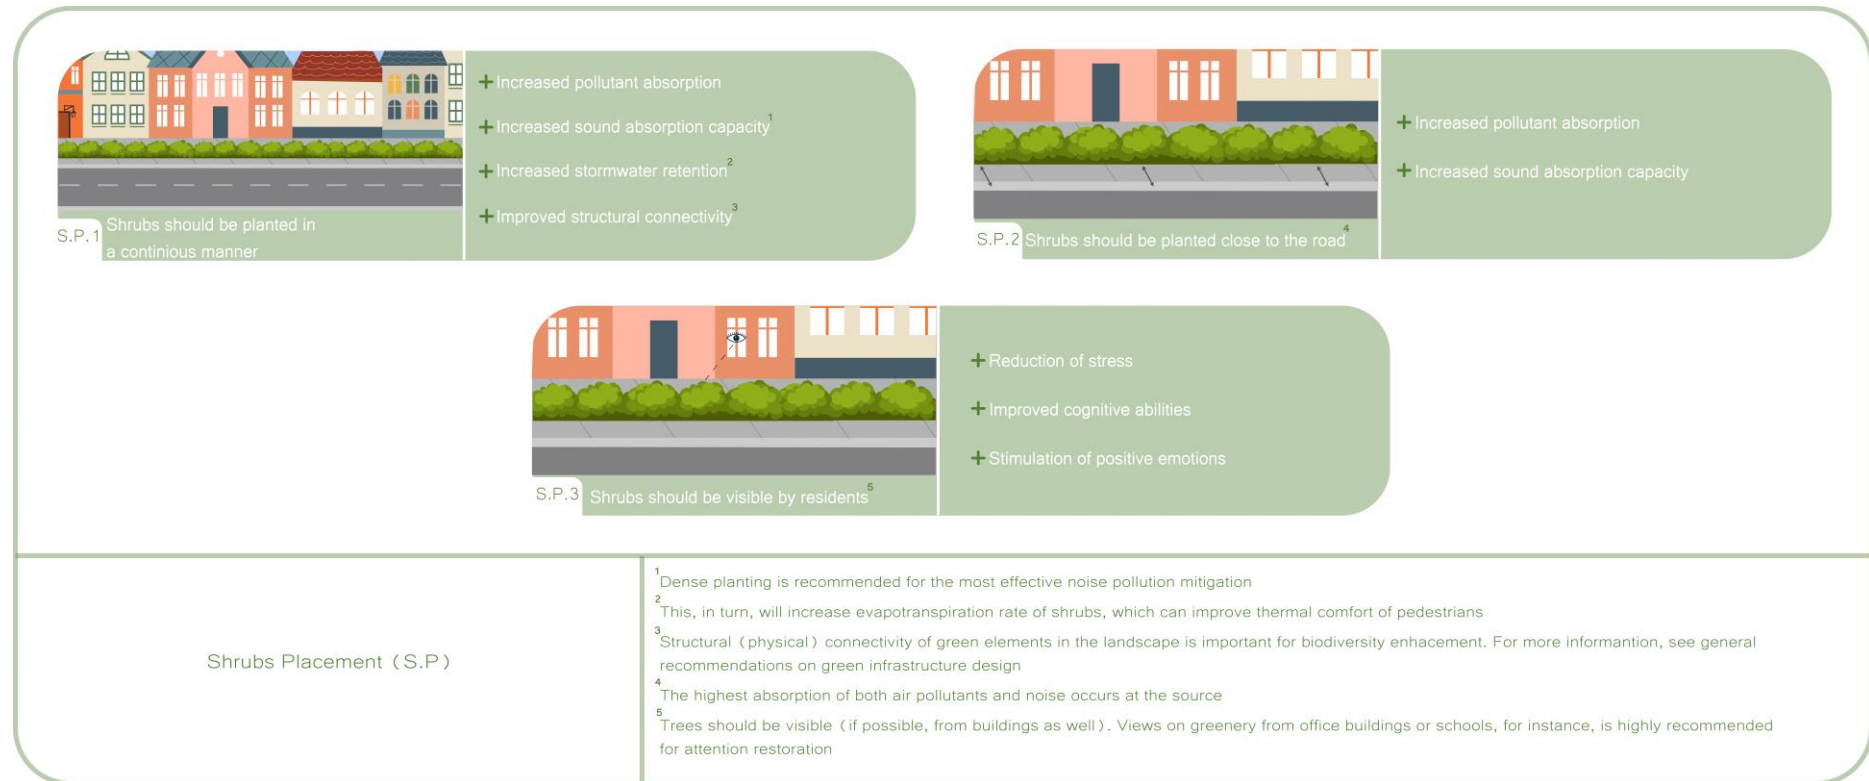 + Increased pollutant absorption
+ Increased sound absorption capacity1
+ Increased stormwater retention2
+ Improved structural connectivity3
S.P.1 Shrubs should be planted in
a continious manner
+ Increased pollutant absorption
+ Increased sound absorption capacity
S.P.2 Shrubs should be planted close to the road4
+ Reduction of stress
+ Improved cognitive abilities
+ Stimulation of positive emotions
S.P.3 Shrubs should be visible by residents5
Shrubs Placement (S.P)
1Dense planting is recommended for the most effective noise pollution mitigation
2This, in turn, will increase evapotranspiration rate of shrubs, which can improve thermal comfort of pedestrians
3Structural (physical) connectivity of green elements in the landscape is important for biodiversity enhacement. For more informantion, see general
recommendations on green infrastructure design
4The highest absorption of both air pollutants and noise occurs at the source
5Trees should be visible (if possible, from buildings as well). Views on greenery from office buildings or schools, for instance, is highly recommended
for attention restoration